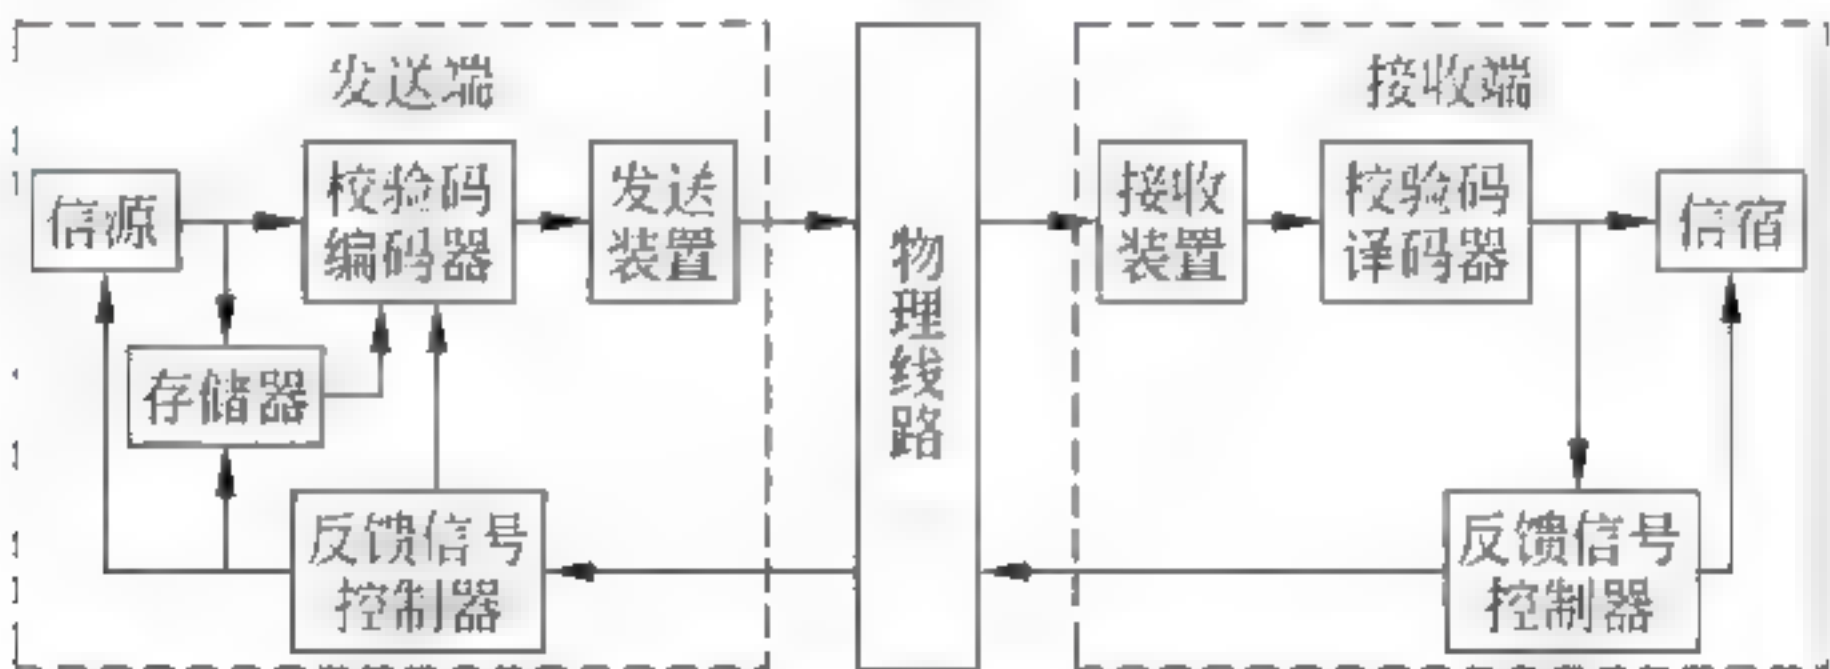 发送端
信源
校验码
编码器
发送
装置
存储器
反馈信号
控制器
物理线路
接收端
接收
装置
校验码
译码器
信宿
反馈信号
控制器